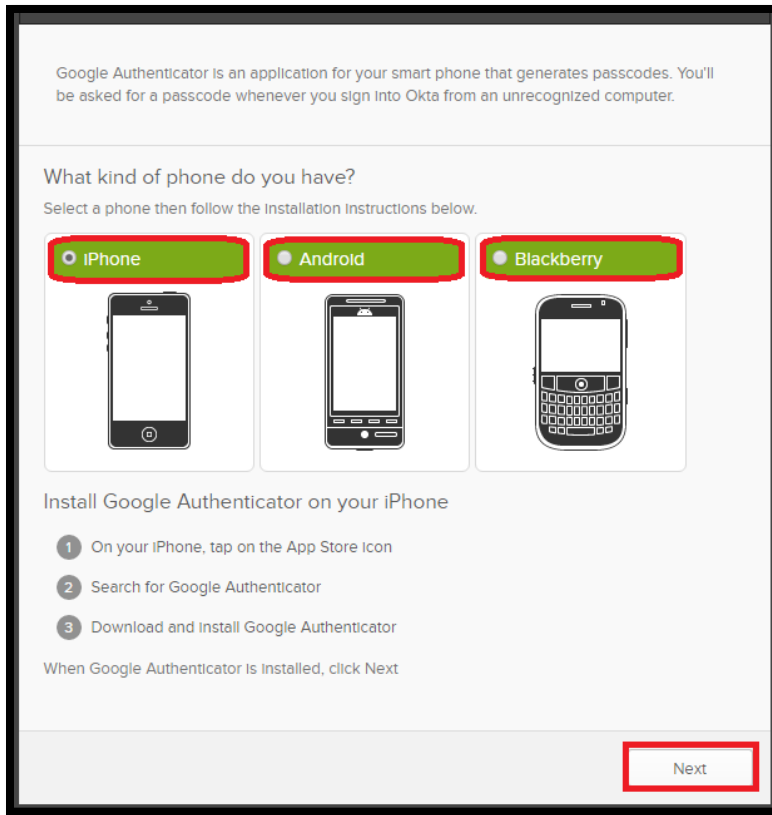 Google Authenticator is an application for your smart phone that generates passcodes. You'll
be asked for a passcode whenever you sign into Okta from an unrecognized computer.
What kind of phone do you have?
Select a phone then follow the installation instructions below.
iPhone
Android
Blackberry
Install Google Authenticator on your iPhone
1 On your iPhone, tap on the App Store icon
2 Search for Google Authenticator
3 Download and install Google Authenticator
When Google Authenticator is installed, click Next
Next